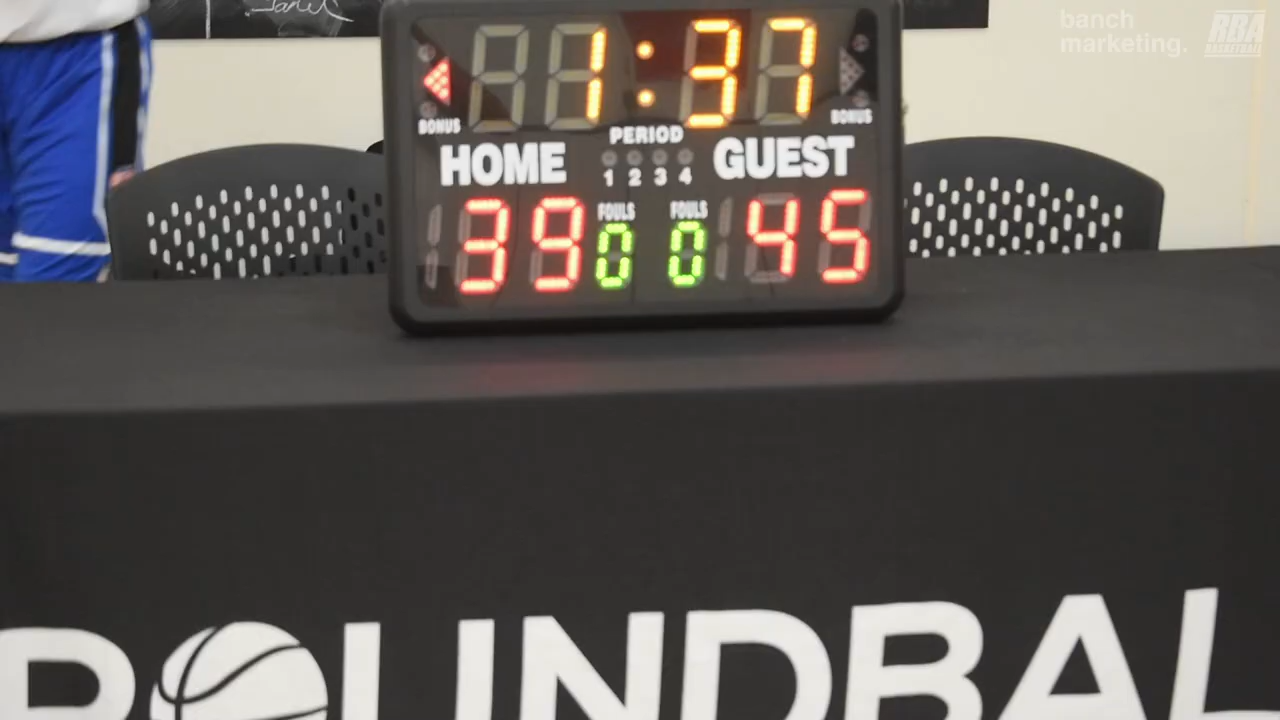 banch
marketing.
RBA
BASKETBALL
1:37
BONUS
PERIOD
BONUS
HOME
1 2 3 4
GUEST
FOULS
FOULS
39
0
0
45
ROUNDBAL